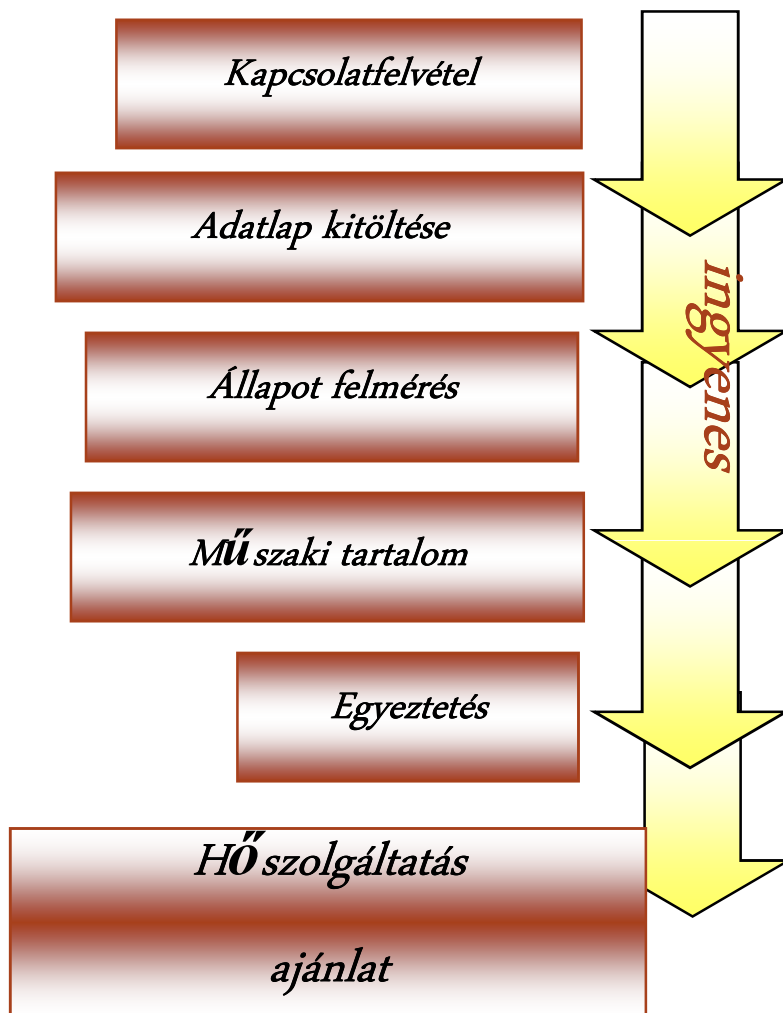 Kapcsolatfelvétel
Adatlap kitöltése
ingyenes
Állapot felmérés
Műszaki tartalom
Egyeztetés
Hőszolgáltatás
ajánlat